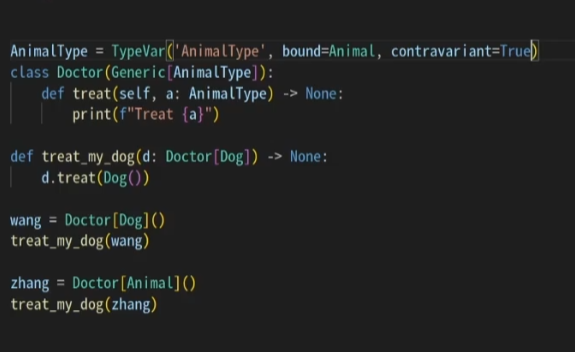 AnimalType = TypeVar('AnimalType', bound=Animal, contravariant=True)
class Doctor(Generic[AnimalType]):
    def treat(self, a: AnimalType) -> None:
        print(f"Treat {a}")

def treat_my_dog(d: Doctor[Dog]) -> None:
    d.treat(Dog())

wang = Doctor[Dog]()
treat_my_dog(wang)

zhang = Doctor[Animal]()
treat_my_dog(zhang)